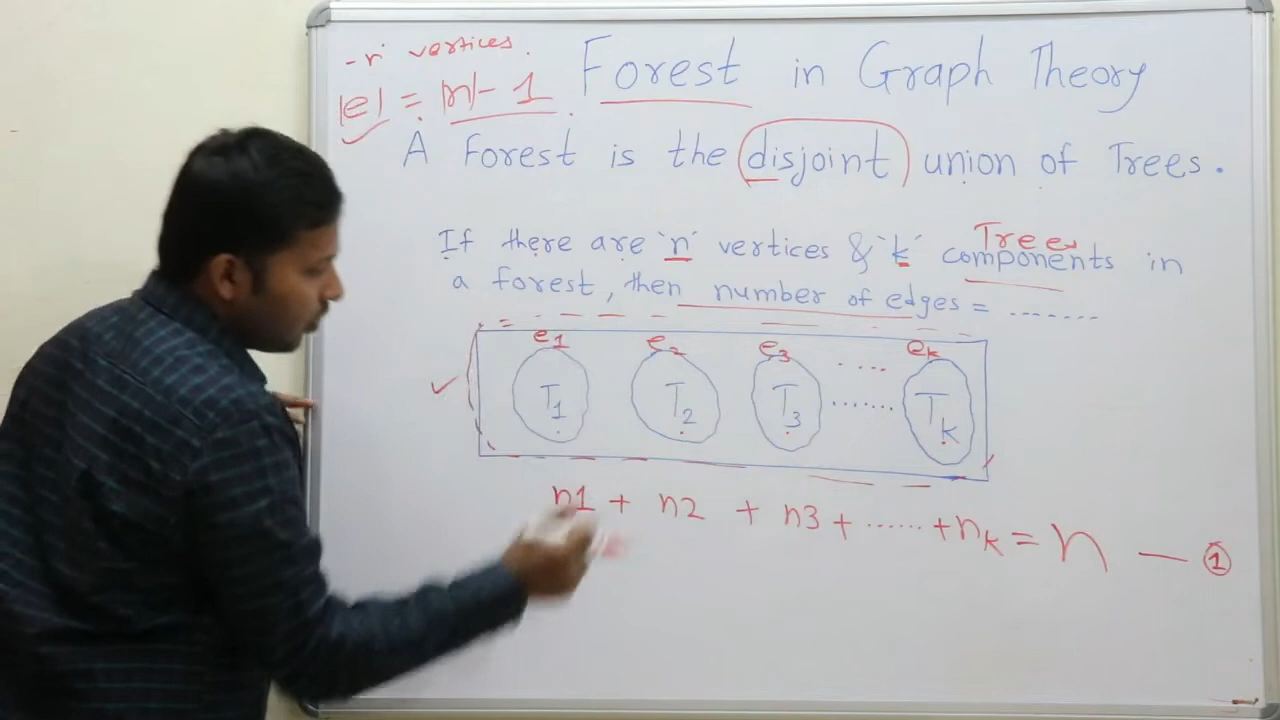 -n vertices.
|e| = |n| - 1.
Forest in Graph Theory
A Forest is the disjoint union of Trees.
If there are 'n' vertices & 'k' components in
Trees
a forest, then number of edges = .......
e1 e2 e3 .... ek
T1 T2 T3 ....... Tk
n1 + n2 + n3 + ...... + nk = n — ①